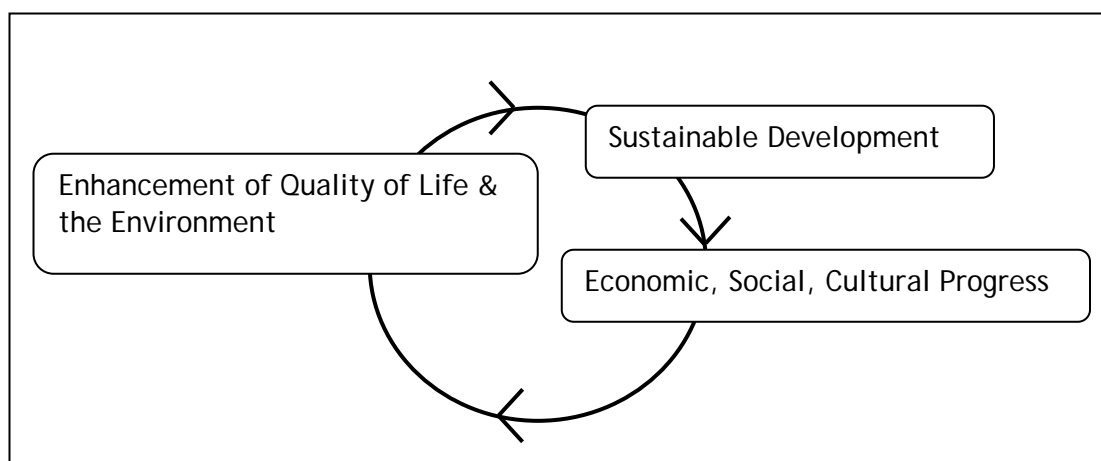 Sustainable Development
Enhancement of Quality of Life &
the Environment
Economic, Social, Cultural Progress